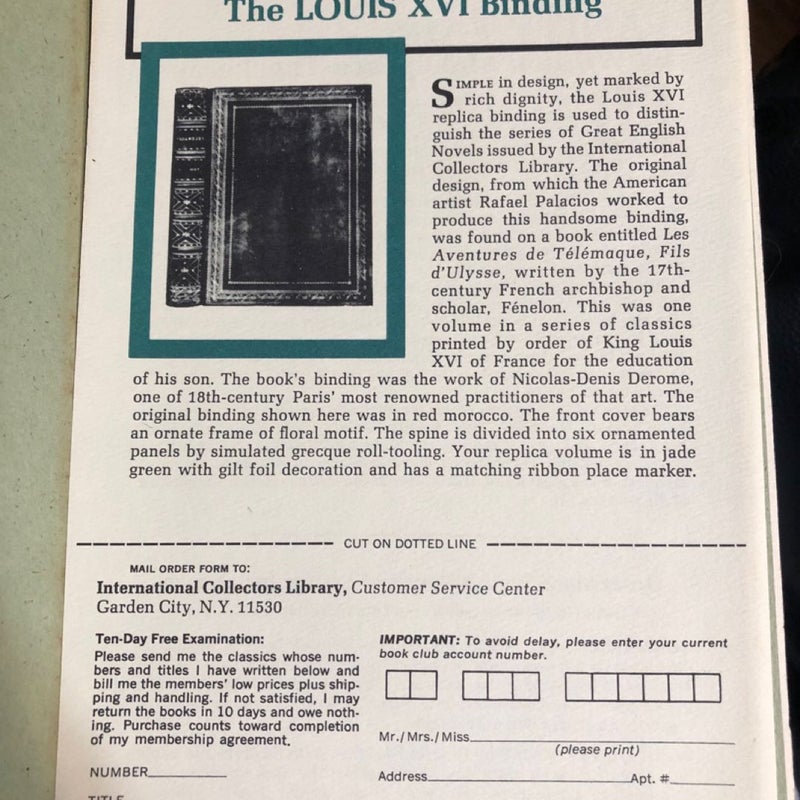 The LOUIS XVI Binding
SIMPLE in design, yet marked by
rich dignity, the Louis XVI
replica binding is used to distin-
guish the series of Great English
Novels issued by the International
Collectors Library. The original
design, from which the American
artist Rafael Palacios worked to
produce this handsome binding,
was found on a book entitled Les
Aventures de Télémaque, Fils
d'Ulysse, written by the 17th-
century French archbishop and
scholar, Fénelon. This was one
volume in a series of classics
printed by order of King Louis
XVI of France for the education
of his son. The book's binding was the work of Nicolas-Denis Derome,
one of 18th-century Paris' most renowned practitioners of that art. The
original binding shown here was in red morocco. The front cover bears
an ornate frame of floral motif. The spine is divided into six ornamented
panels by simulated grecque roll-tooling. Your replica volume is in jade
green with gilt foil decoration and has a matching ribbon place marker.
CUT ON DOTTED LINE
MAIL ORDER FORM TO:
International Collectors Library, Customer Service Center
Garden City, N.Y. 11530
Ten-Day Free Examination:
Please send me the classics whose num-
bers and titles I have written below and
bill me the members' low prices plus ship-
ping and handling. If not satisfied, I may
return the books in 10 days and owe noth-
ing. Purchase counts toward completion
of my membership agreement.
NUMBER
TITLE
IMPORTANT: To avoid delay, please enter your current
book club account number.
Mr./Mrs./Miss
(please print)
Address Apt. #